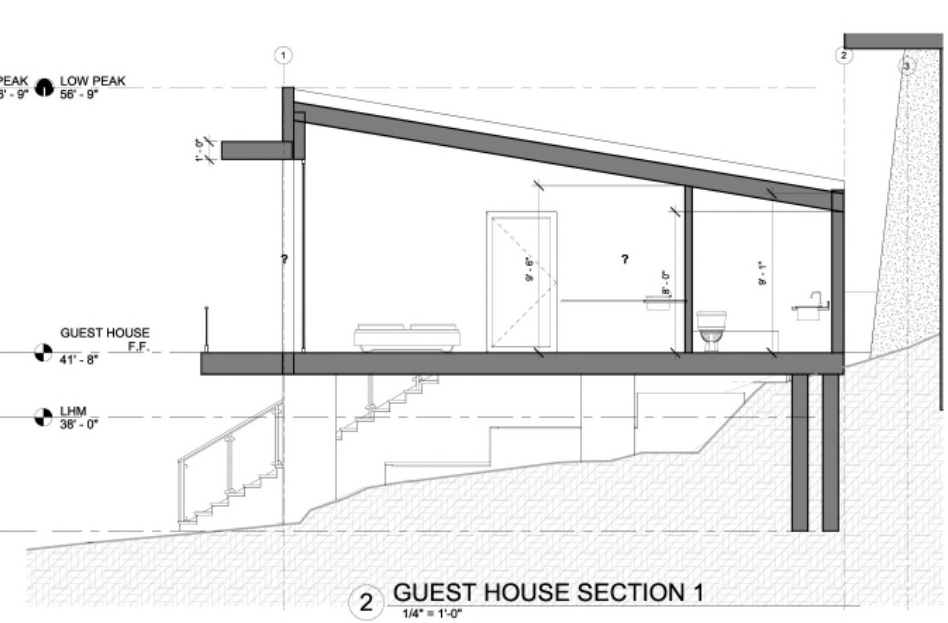 1
2
3
PEAK
6' - 9"
LOW PEAK
56' - 9"
1' - 0"
?
9' - 6"
?
8' - 0"
9' - 1"
GUEST HOUSE
F.F.
41' - 8"
LHM
38' - 0"
2
GUEST HOUSE SECTION 1
1/4" = 1'-0"